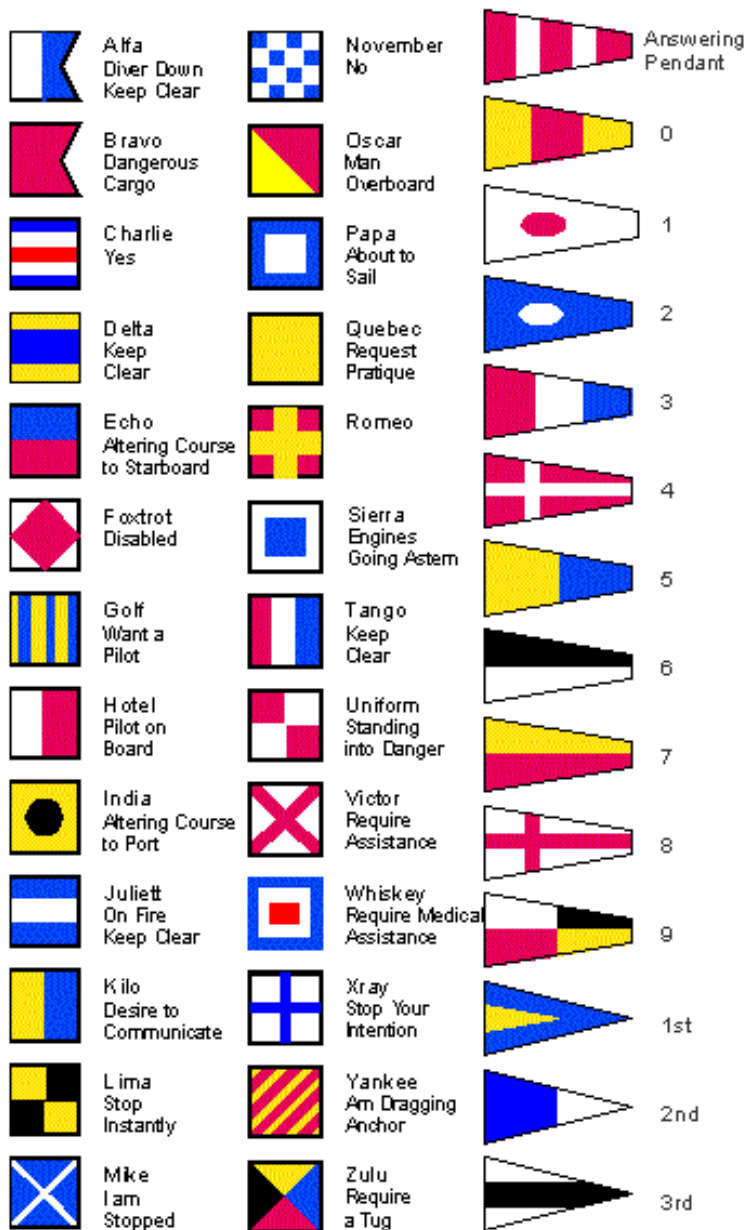 Alfa
Diver Down
Keep Clear
Bravo
Dangerous
Cargo
Charlie
Yes
Delta
Keep
Clear
Echo
Altering Course
to Starboard
Foxtrot
Disabled
Golf
Want a
Pilot
Hotel
Pilot on
Board
India
Altering Course
to Port
Juliett
On Fire
Keep Clear
Kilo
Desire to
Communicate
Lima
Stop
Instantly
Mike
I am
Stopped
November
No
Oscar
Man
Overboard
Papa
About to
Sail
Quebec
Request
Pratique
Romeo
Sierra
Engines
Going Astern
Tango
Keep
Clear
Uniform
Standing
into Danger
Victor
Require
Assistance
Whiskey
Require Medical
Assistance
Xray
Stop Your
Intention
Yankee
Am Dragging
Anchor
Zulu
Require
a Tug
Answering
Pendant
0
1
2
3
4
5
6
7
8
9
1st
2nd
3rd